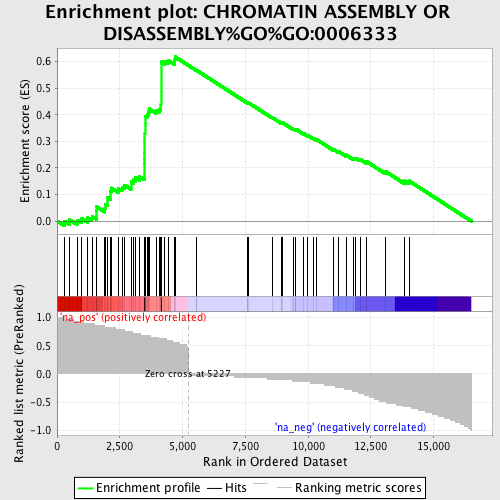 Enrichment plot: CHROMATIN ASSEMBLY OR
DISASSEMBLY%GO%GO:0006333
Enrichment score (ES)
0.6
0.5
0.4
0.3
0.2
0.1
0.0
Ranked list metric (PreRanked)
1.0
0.5
0.0
-0.5
-1.0
'na_pos' (positively correlated)
Zero cross at 5227
'na_neg' (negatively correlated)
0 2,500 5,000 7,500 10,000 12,500 15,000
Rank in Ordered Dataset
Enrichment profile Hits Ranking metric scores